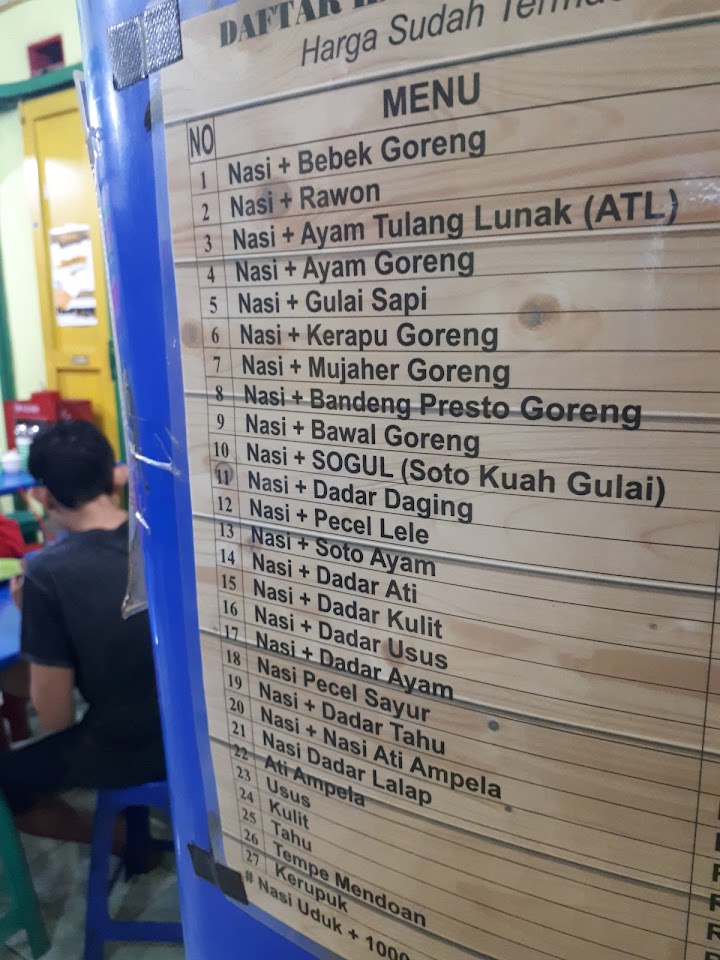 DAFTAR
Harga Sudah
NO MENU
1 Nasi + Bebek Goreng
2 Nasi + Rawon
3 Nasi + Ayam Tulang Lunak (ATL)
4 Nasi + Ayam Goreng
5 Nasi + Gulai Sapi
6 Nasi + Kerapu Goreng
7 Nasi + Mujaher Goreng
8 Nasi + Bandeng Presto Goreng
9 Nasi + Bawal Goreng
10 Nasi + SOGUL (Soto Kuah Gulai)
11 Nasi + Dadar Daging
12 Nasi + Pecel Lele
13 Nasi + Soto Ayam
14 Nasi + Dadar Ati
15 Nasi + Dadar Kulit
16 Nasi + Dadar Usus
17 Nasi + Dadar Ayam
18 Nasi Pecel Sayur
19 Nasi + Dadar Tahu
20 Nasi + Nasi Ati Ampela
21 Nasi Dadar Lalap
22 Ati Ampela
23 Usus
24 Kulit
25 Tahu
26 Tempe Mendoan
27 Kerupuk
# Nasi Uduk + 1000